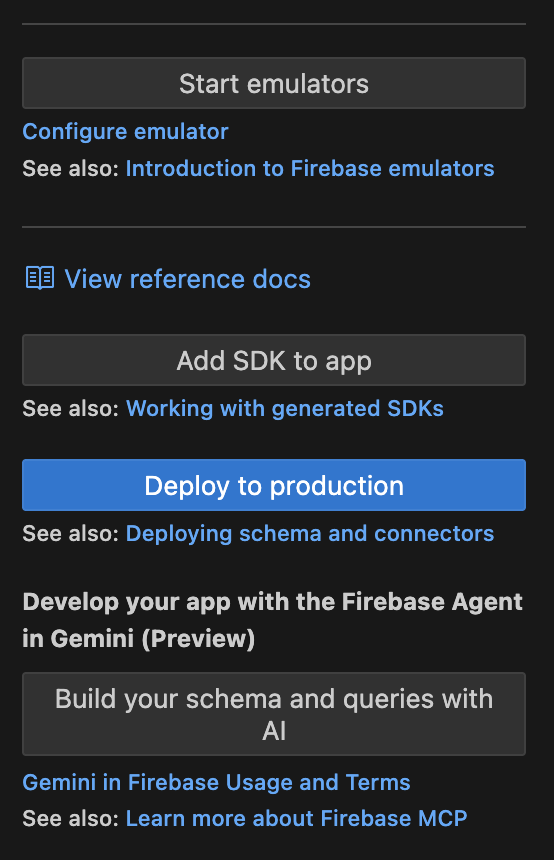 Start emulators
Configure emulator
See also: Introduction to Firebase emulators
View reference docs
Add SDK to app
See also: Working with generated SDKs
Deploy to production
See also: Deploying schema and connectors
Develop your app with the Firebase Agent
in Gemini (Preview)
Build your schema and queries with
AI
Gemini in Firebase Usage and Terms
See also: Learn more about Firebase MCP